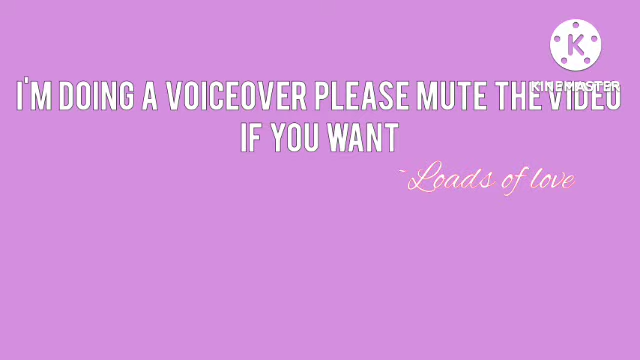 K
KINEMASTER
I'M DOING A VOICEOVER PLEASE MUTE THE VIDEO
IF YOU WANT
~Loads of love